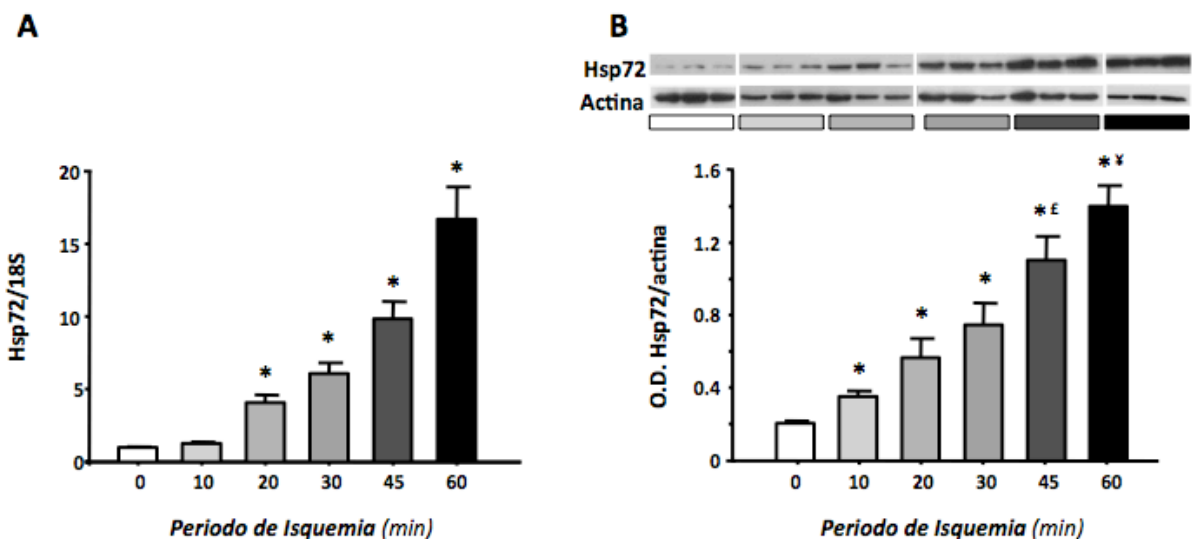 A
B
Hsp72
Actina
Hsp72/18S
20
15
10
5
0
*
*
*
*
0 10 20 30 45 60
Periodo de Isquemia (min)
O.D. Hsp72/actina
1.6
1.2
0.8
0.4
0
*
*
*
* £
* ¥
0 10 20 30 45 60
Periodo de Isquemia (min)